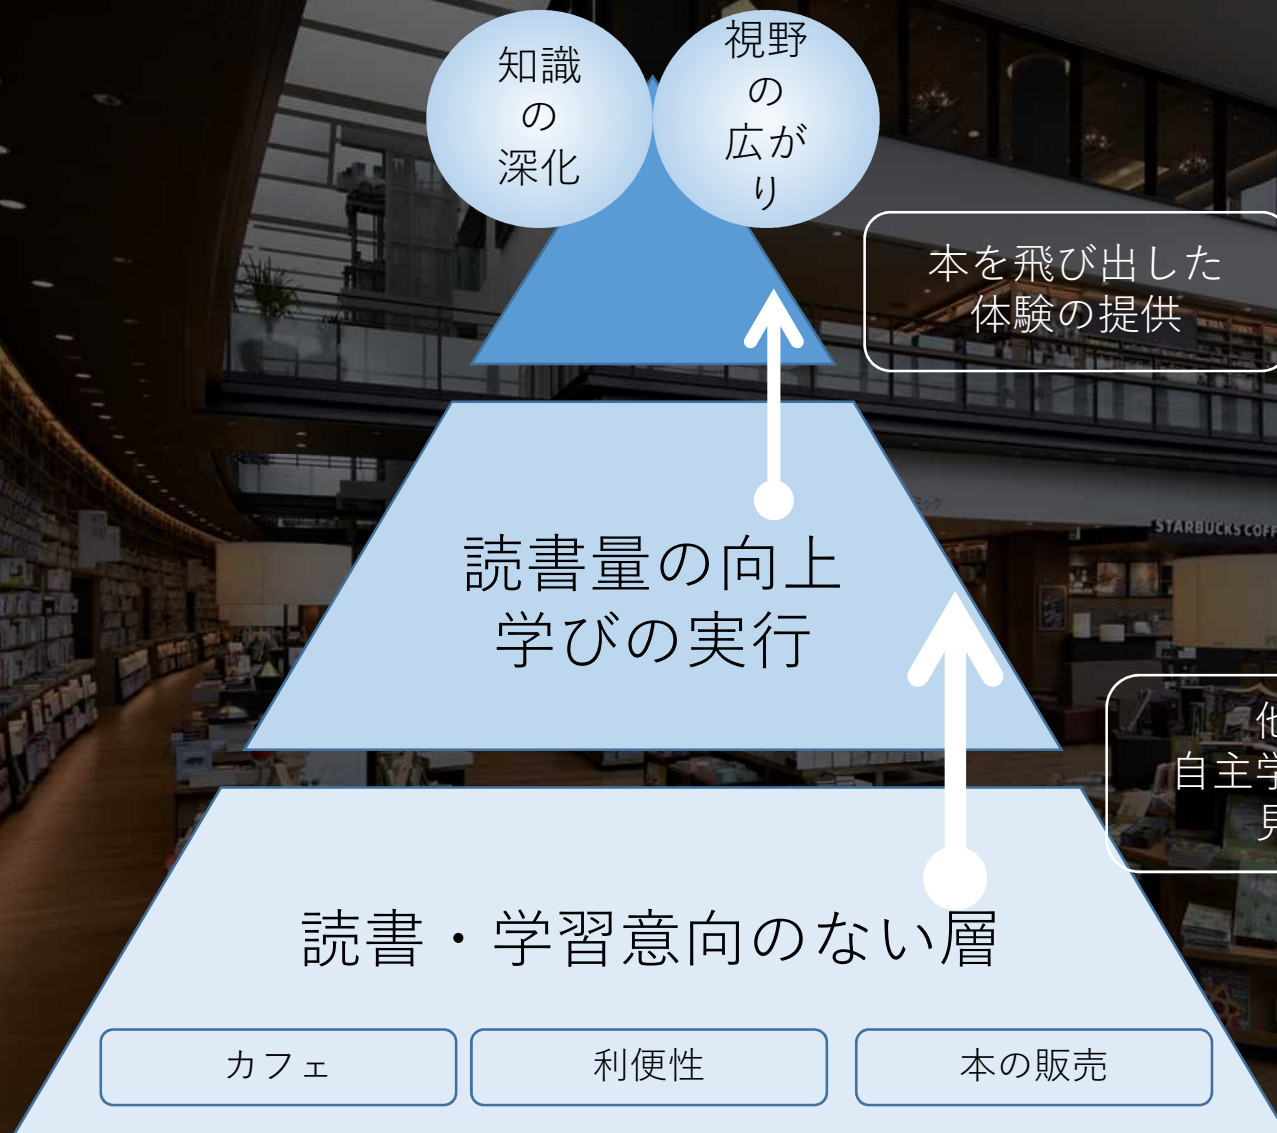 知識
の
深化
視野
の
広が
り
本を飛び出した
体験の提供
STARBUCKS COFF
読書量の向上
学びの実行
自主学
読書・学習意向のない層
カフェ
利便性
本の販売